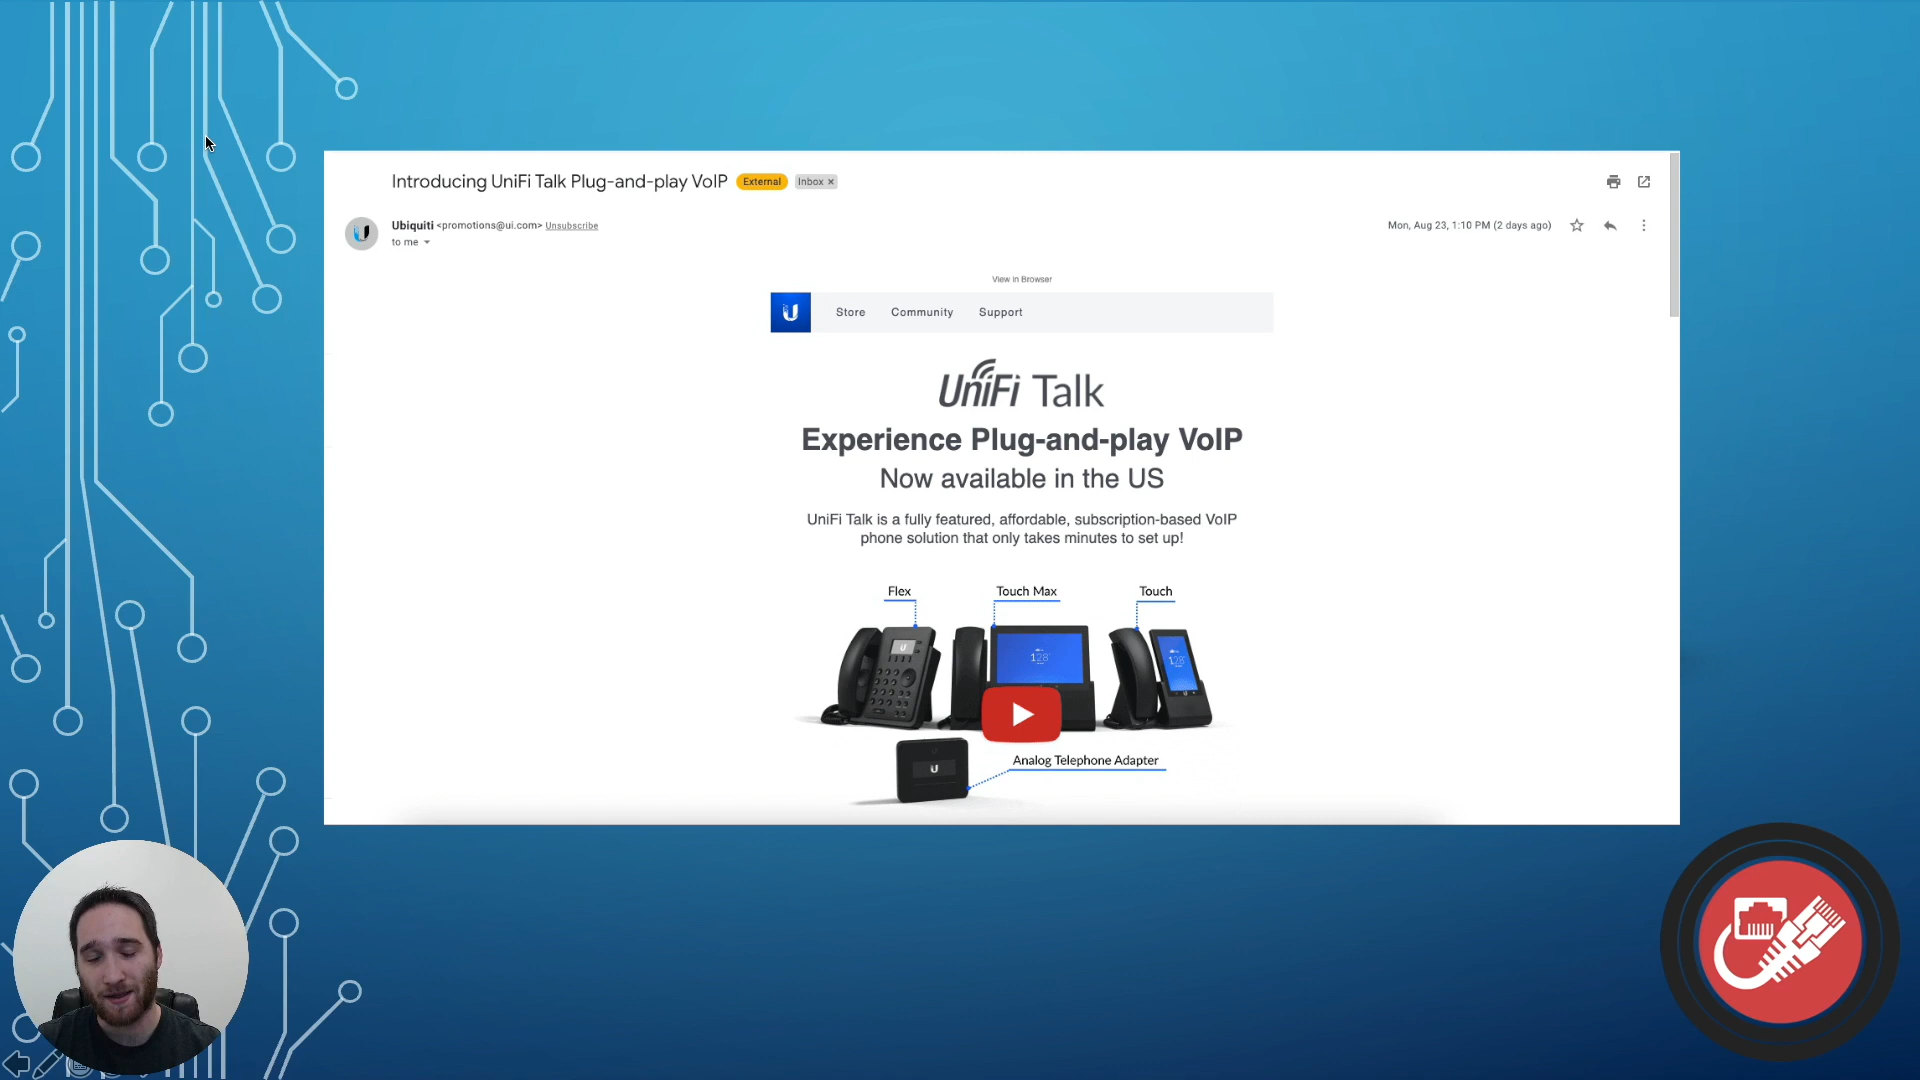 Introducing UniFi Talk Plug-and-play VoIP External Inbox x
Ubiquiti <promotions@ui.com> Unsubscribe
Mon, Aug 23, 1:10 PM (2 days ago)
to me
View in Browser
U Store Community Support
UniFi Talk
Experience Plug-and-play VoIP
Now available in the US
UniFi Talk is a fully featured, affordable, subscription-based VoIP
phone solution that only takes minutes to set up!
Flex Touch Max Touch
128
128
Analog Telephone Adapter